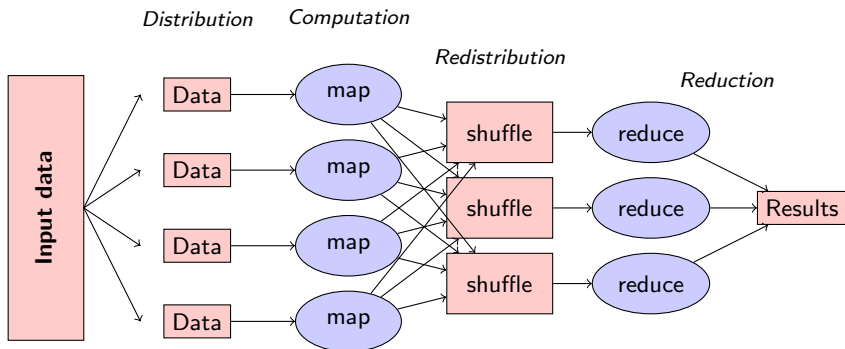 Distribution
Computation
Redistribution
Reduction
Input data
Data
Data
Data
Data
map
map
map
map
shuffle
shuffle
shuffle
reduce
reduce
reduce
Results